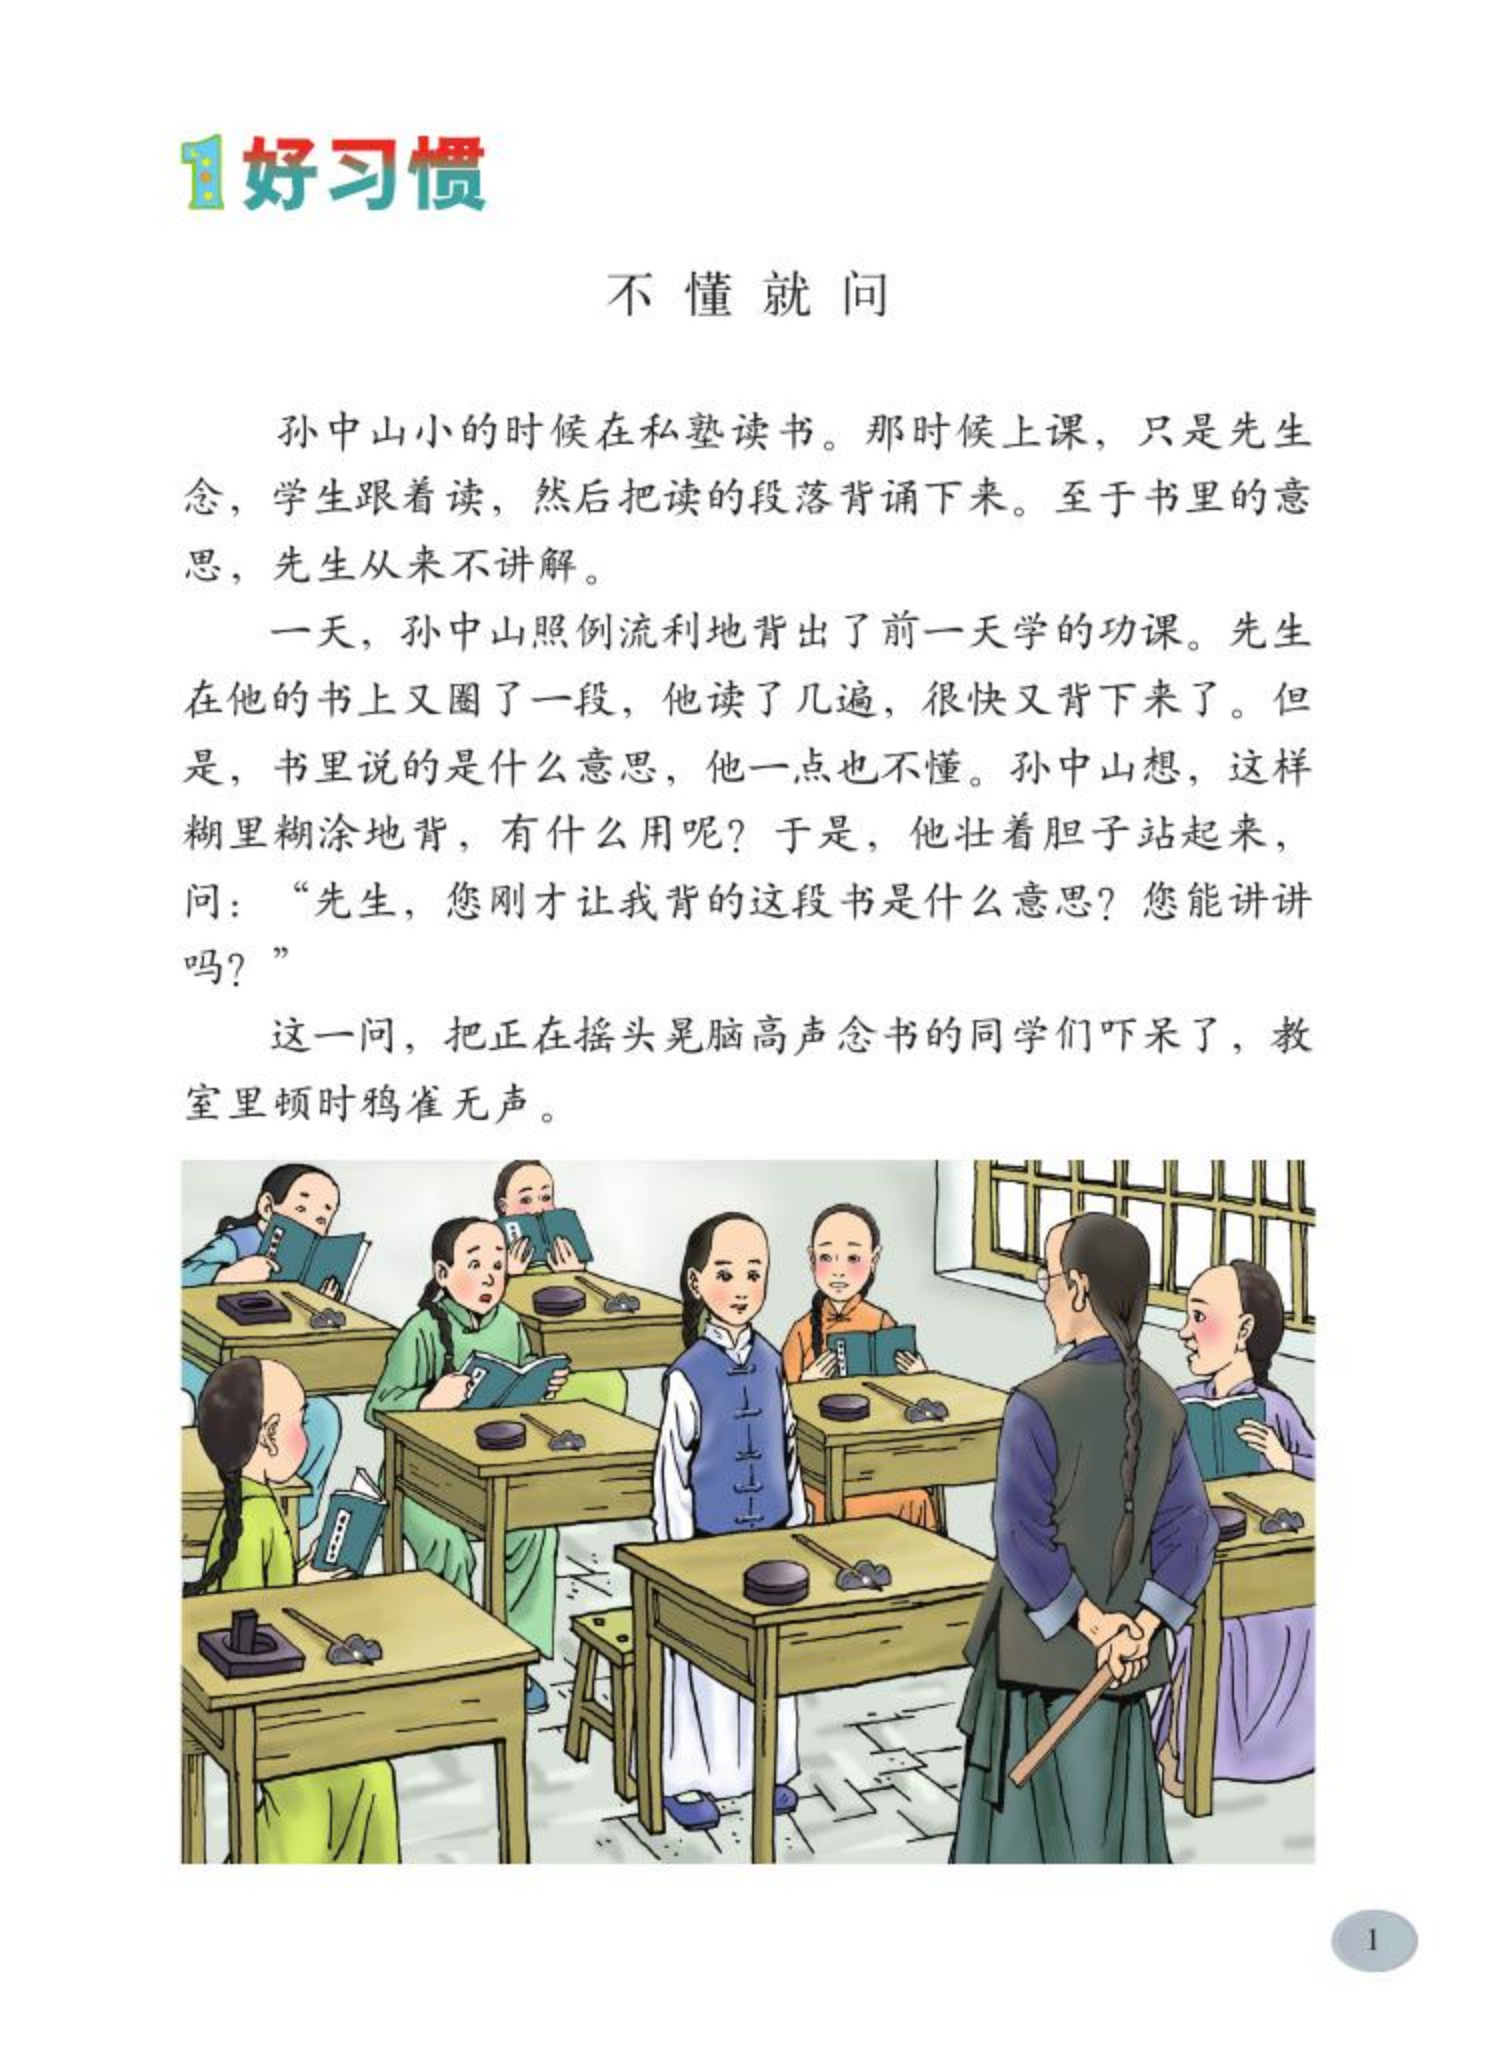 1好习惯
不懂就问
孙中山小的时候在私塾读书。那时候上课，只是先生
念，学生跟着读，然后把读的段落背诵下来。至于书里的意
思，先生从来不讲解。
一天，孙中山照例流利地背出了前一天学的功课。先生
在他的书上又圈了一段，他读了几遍，很快又背下来了。但
是，书里说的是什么意思，他一点也不懂。孙中山想，这样
糊里糊涂地背，有什么用呢？于是，他壮着胆子站起来，
问：“先生，您刚才让我背的这段书是什么意思？您能讲讲
吗？”
这一问，把正在摇头晃脑高声念书的同学们吓呆了，教
室里顿时鸦雀无声。
1